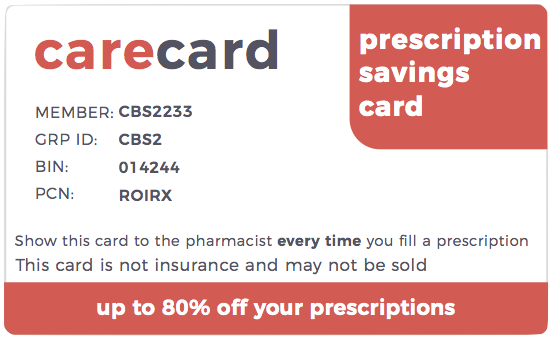 carecard
prescription
savings
card
MEMBER: CBS2233
GRP ID: CBS2
BIN: 014244
PCN: ROIRX
Show this card to the pharmacist every time you fill a prescription
This card is not insurance and may not be sold
up to 80% off your prescriptions